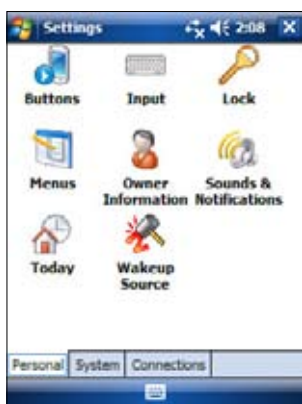 Settings 2:08
Buttons Input Lock
Menus Owner Information Sounds & Notifications
Today Wakeup Source
Personal System Connections